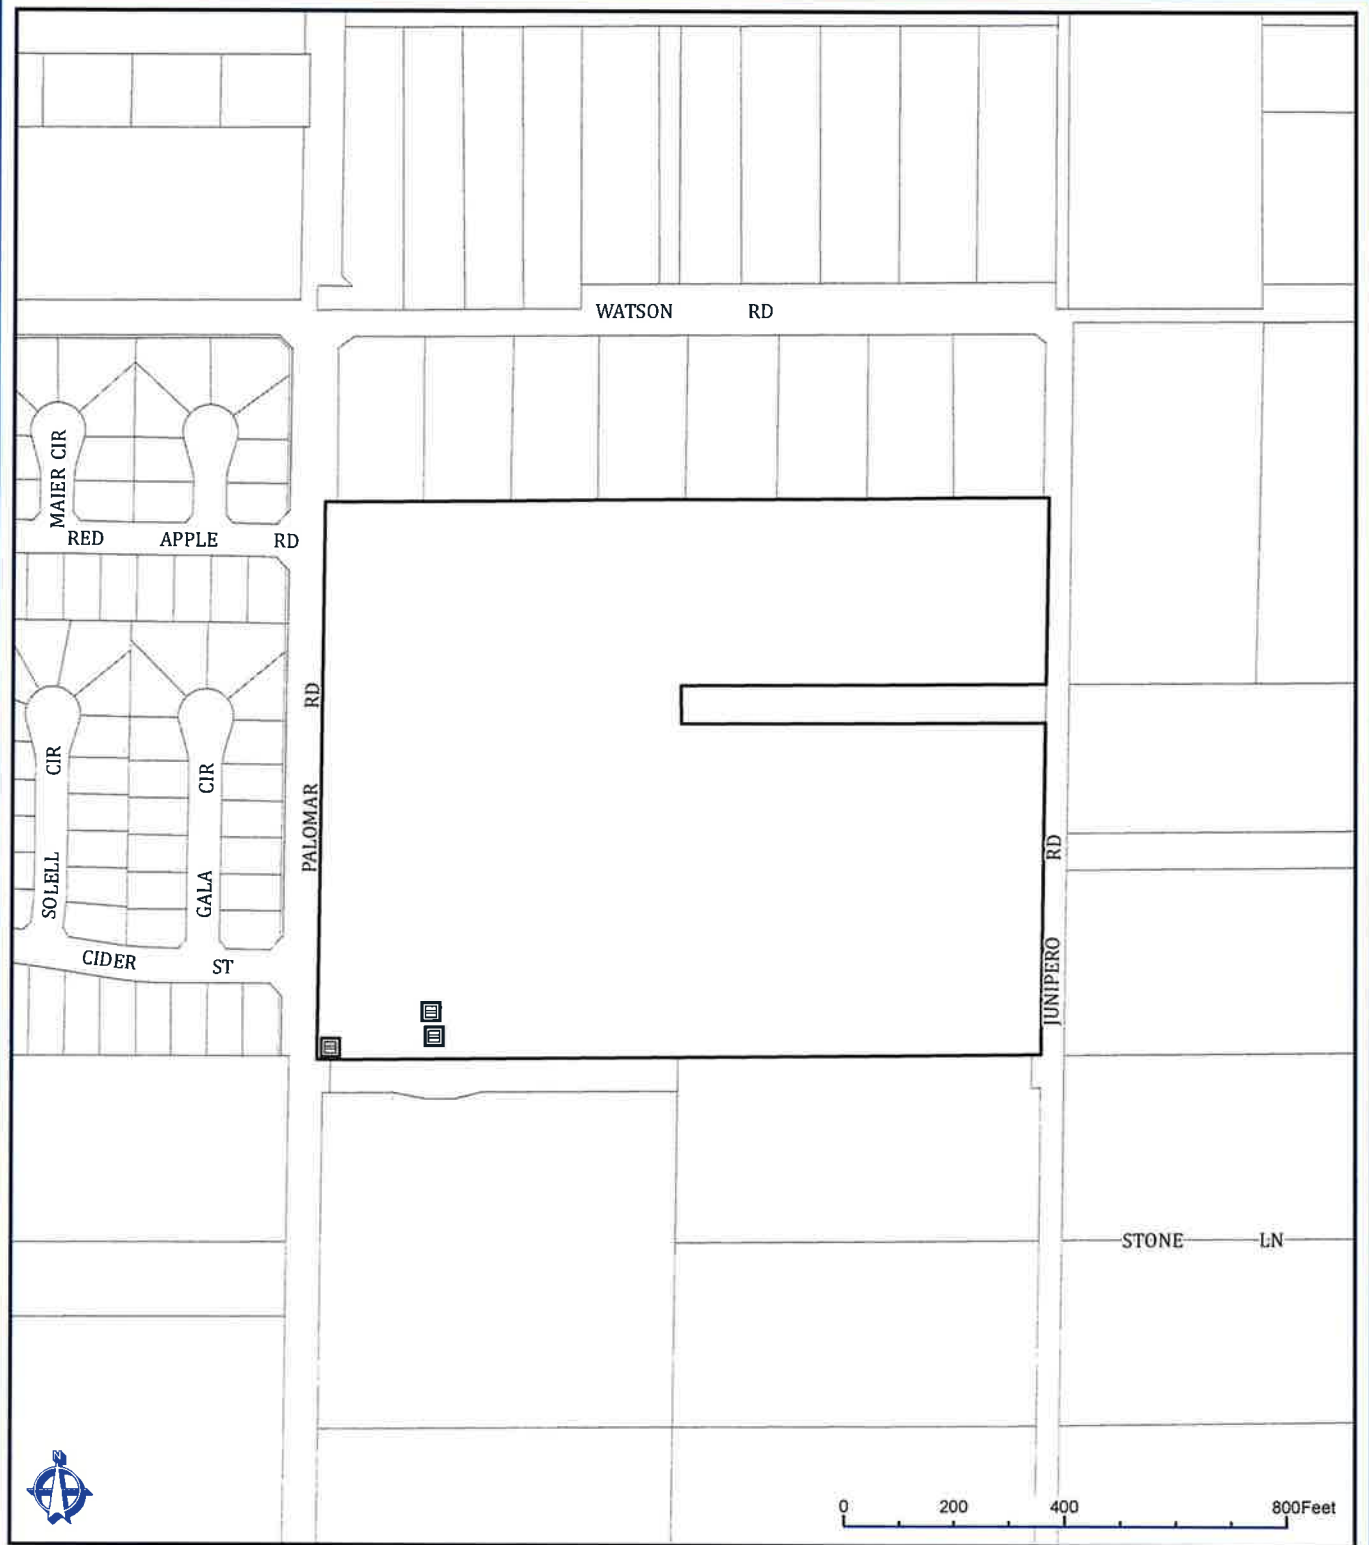 WATSON RD
MAIER CIR
RED APPLE RD
PALOMAR RD
SOLELL CIR
GALA CIR
CIDER ST
JUNIPERO RD
STONE LN
N
0 200 400 800Feet